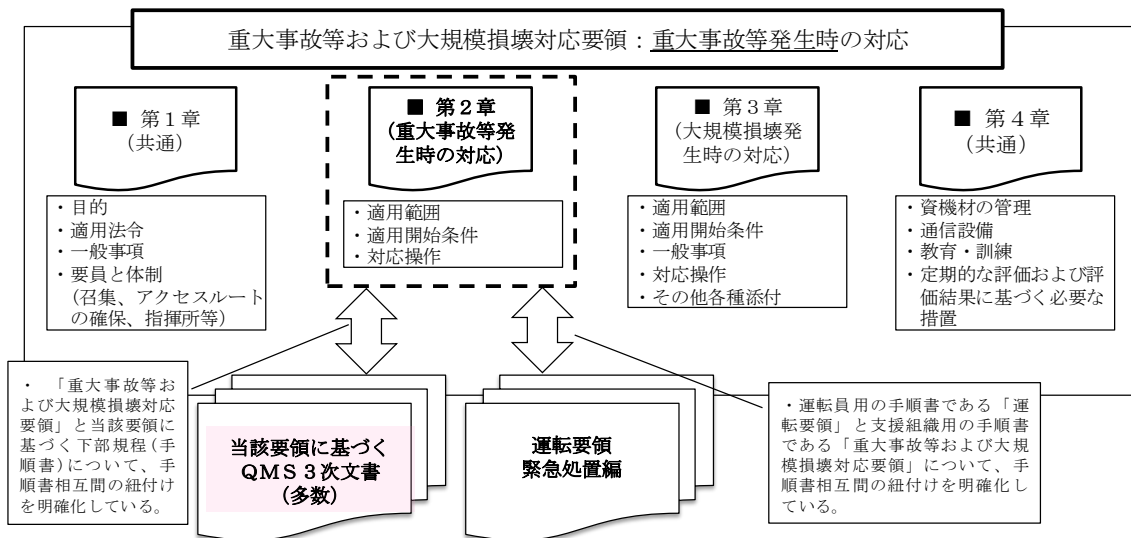 重大事故等および大規模損壊対応要領：重大事故等発生時の対応
■ 第１章
（共通）
・目的
・適用法令
・一般事項
・要員と体制
（召集、アクセスルート
の確保、指揮所等）
■ 第２章
（重大事故等発
生時の対応）
・適用範囲
・適用開始条件
・対応操作
■ 第３章
（大規模損壊発
生時の対応）
・適用範囲
・適用開始条件
・一般事項
・対応操作
・その他各種添付
■ 第４章
（共通）
・資機材の管理
・通信設備
・教育・訓練
・定期的な評価および評
価結果に基づく必要な
措置
・ 「重大事故等お
よび大規模損壊対応
要領」と当該要領に
基づく下部規程(手
順書)について、手
順書相互間の紐付け
を明確化している。
当該要領に基づく
ＱＭＳ３次文書
（多数）
運転要領
緊急処置編
・運転員用の手順書である「運
転要領」と支援組織用の手順書
である「重大事故等および大規
模損壊対応要領」について、手
順書相互間の紐付けを明確化し
ている。